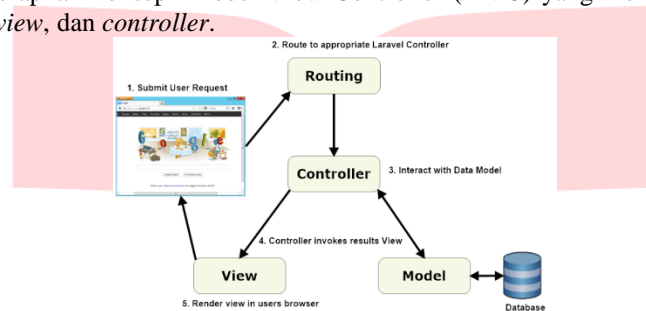 view, dan controller.
2. Route to appropriate Laravel Controller
Routing
1. Submit User Request
Controller
3. Interact with Data Model
4. Controller invokes results View
View
Model
5. Render view in users browser
Database